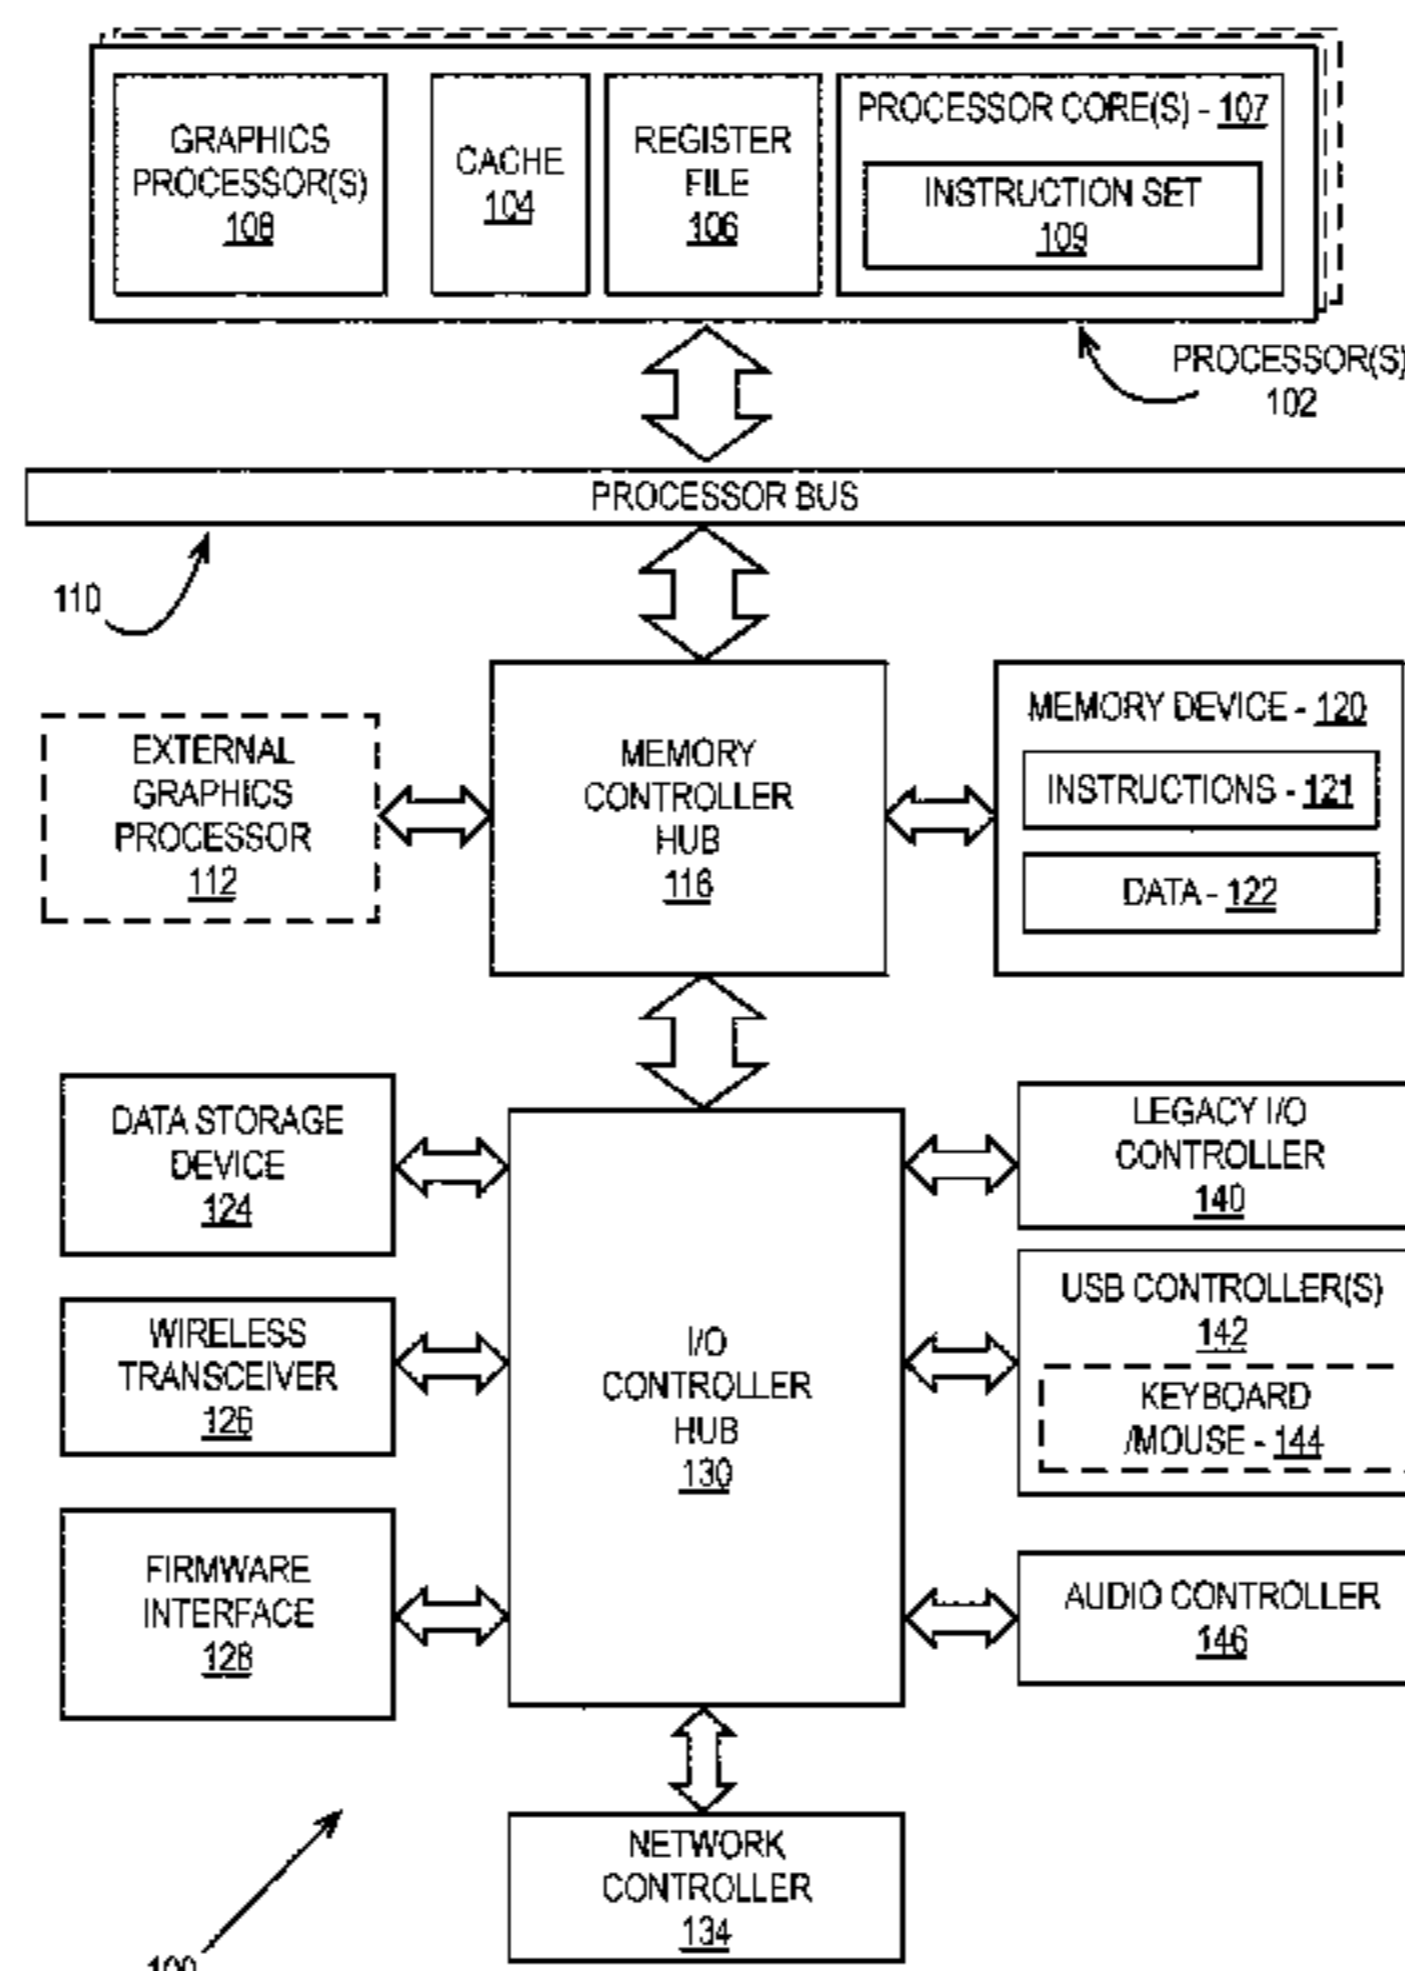 GRAPHICS
PROCESSOR(S)
108
CACHE
104
REGISTER
FILE
106
PROCESSOR CORE(S) - 107
INSTRUCTION SET
109
PROCESSOR(S)
102
PROCESSOR BUS
110
EXTERNAL
GRAPHICS
PROCESSOR
112
MEMORY
CONTROLLER
HUB
116
MEMORY DEVICE - 120
INSTRUCTIONS - 121
DATA - 122
DATA STORAGE
DEVICE
124
WIRELESS
TRANSCEIVER
126
FIRMWARE
INTERFACE
128
I/O
CONTROLLER
HUB
130
LEGACY I/O
CONTROLLER
140
USB CONTROLLER(S)
142
KEYBOARD
/MOUSE - 144
AUDIO CONTROLLER
146
NETWORK
CONTROLLER
134